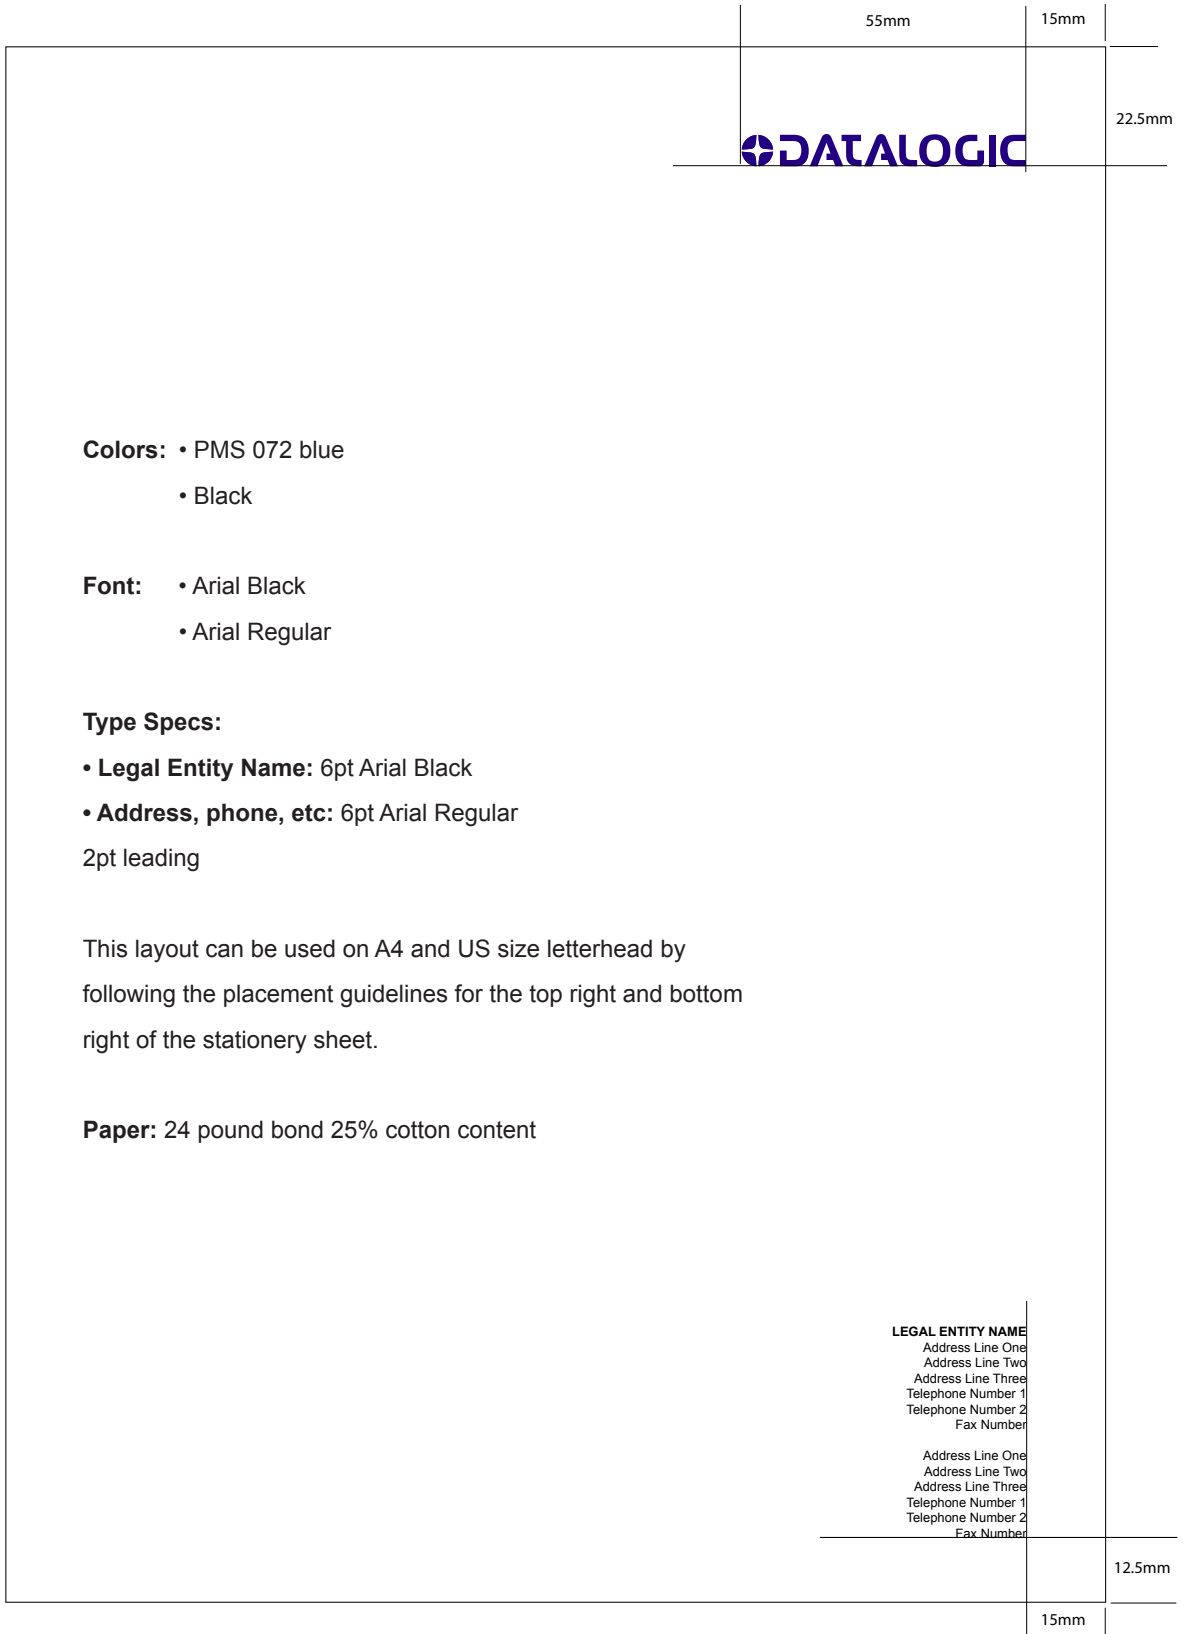 55mm 15mm
22.5mm
DATALOGIC
Colors: • PMS 072 blue
• Black
Font: • Arial Black
• Arial Regular
Type Specs:
• Legal Entity Name: 6pt Arial Black
• Address, phone, etc: 6pt Arial Regular
2pt leading
This layout can be used on A4 and US size letterhead by
following the placement guidelines for the top right and bottom
right of the stationery sheet.
Paper: 24 pound bond 25% cotton content
LEGAL ENTITY NAME
Address Line One
Address Line Two
Address Line Three
Telephone Number 1
Telephone Number 2
Fax Number
Address Line One
Address Line Two
Address Line Three
Telephone Number 1
Telephone Number 2
Fax Number
12.5mm
15mm